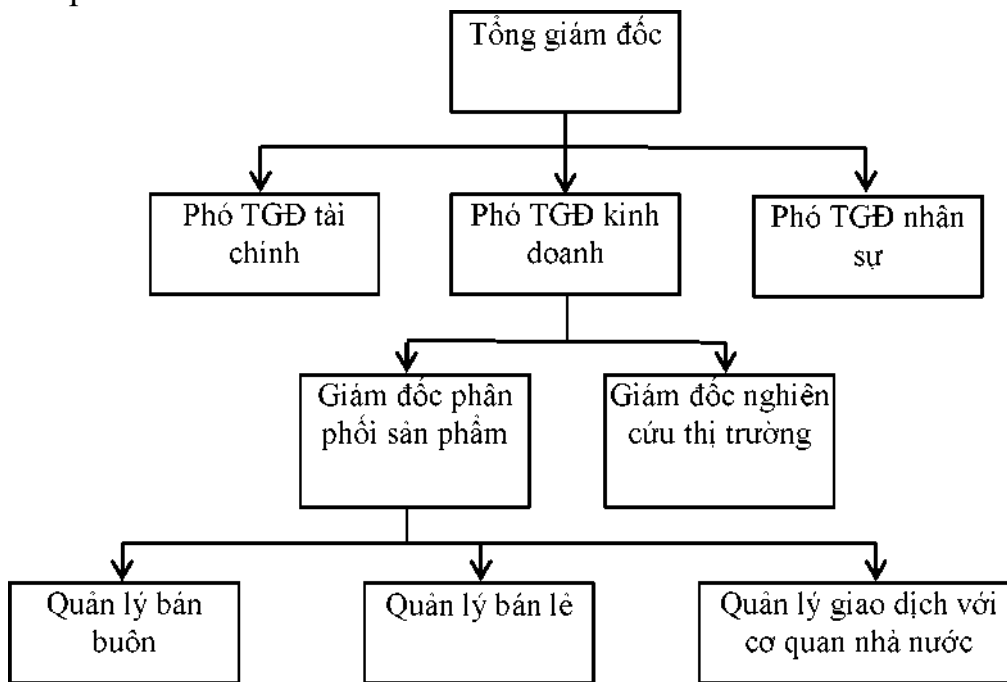 Tổng giám đốc
Phó TGĐ tài
chính
Phó TGĐ kinh
doanh
Phó TGĐ nhân
sự
Giám đốc phân
phối sản phẩm
Giám đốc nghiên
cứu thị trường
Quản lý bán
buôn
Quản lý bán lẻ
Quản lý giao dịch với
cơ quan nhà nước